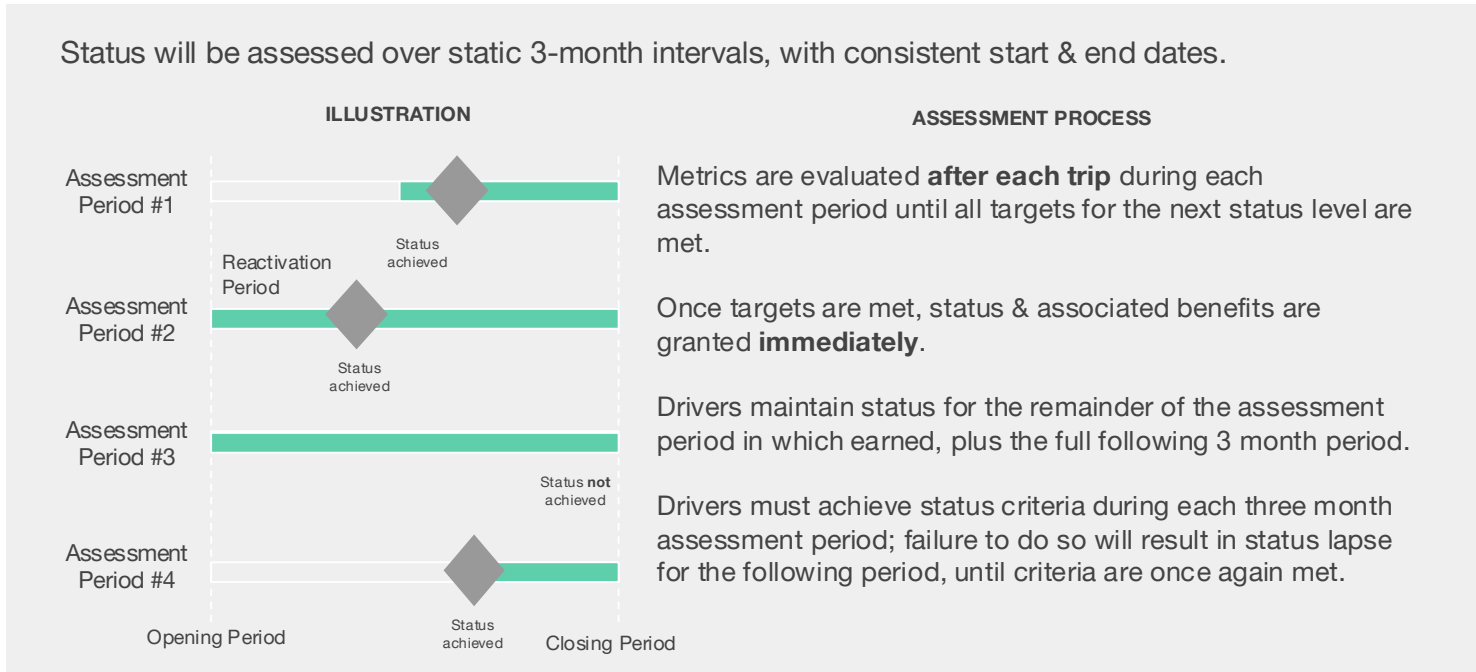 Status will be assessed over static 3-month intervals, with consistent start & end dates.
ILLUSTRATION
Assessment
Period #1
Status
achieved
Reactivation
Period
Assessment
Period #2
Status
achieved
Assessment
Period #3
Status not
achieved
Assessment
Period #4
Status
achieved
Opening Period
Closing Period
ASSESSMENT PROCESS
Metrics are evaluated after each trip during each
assessment period until all targets for the next status level are
met.
Once targets are met, status & associated benefits are
granted immediately.
Drivers maintain status for the remainder of the assessment
period in which earned, plus the full following 3 month period.
Drivers must achieve status criteria during each three month
assessment period; failure to do so will result in status lapse
for the following period, until criteria are once again met.